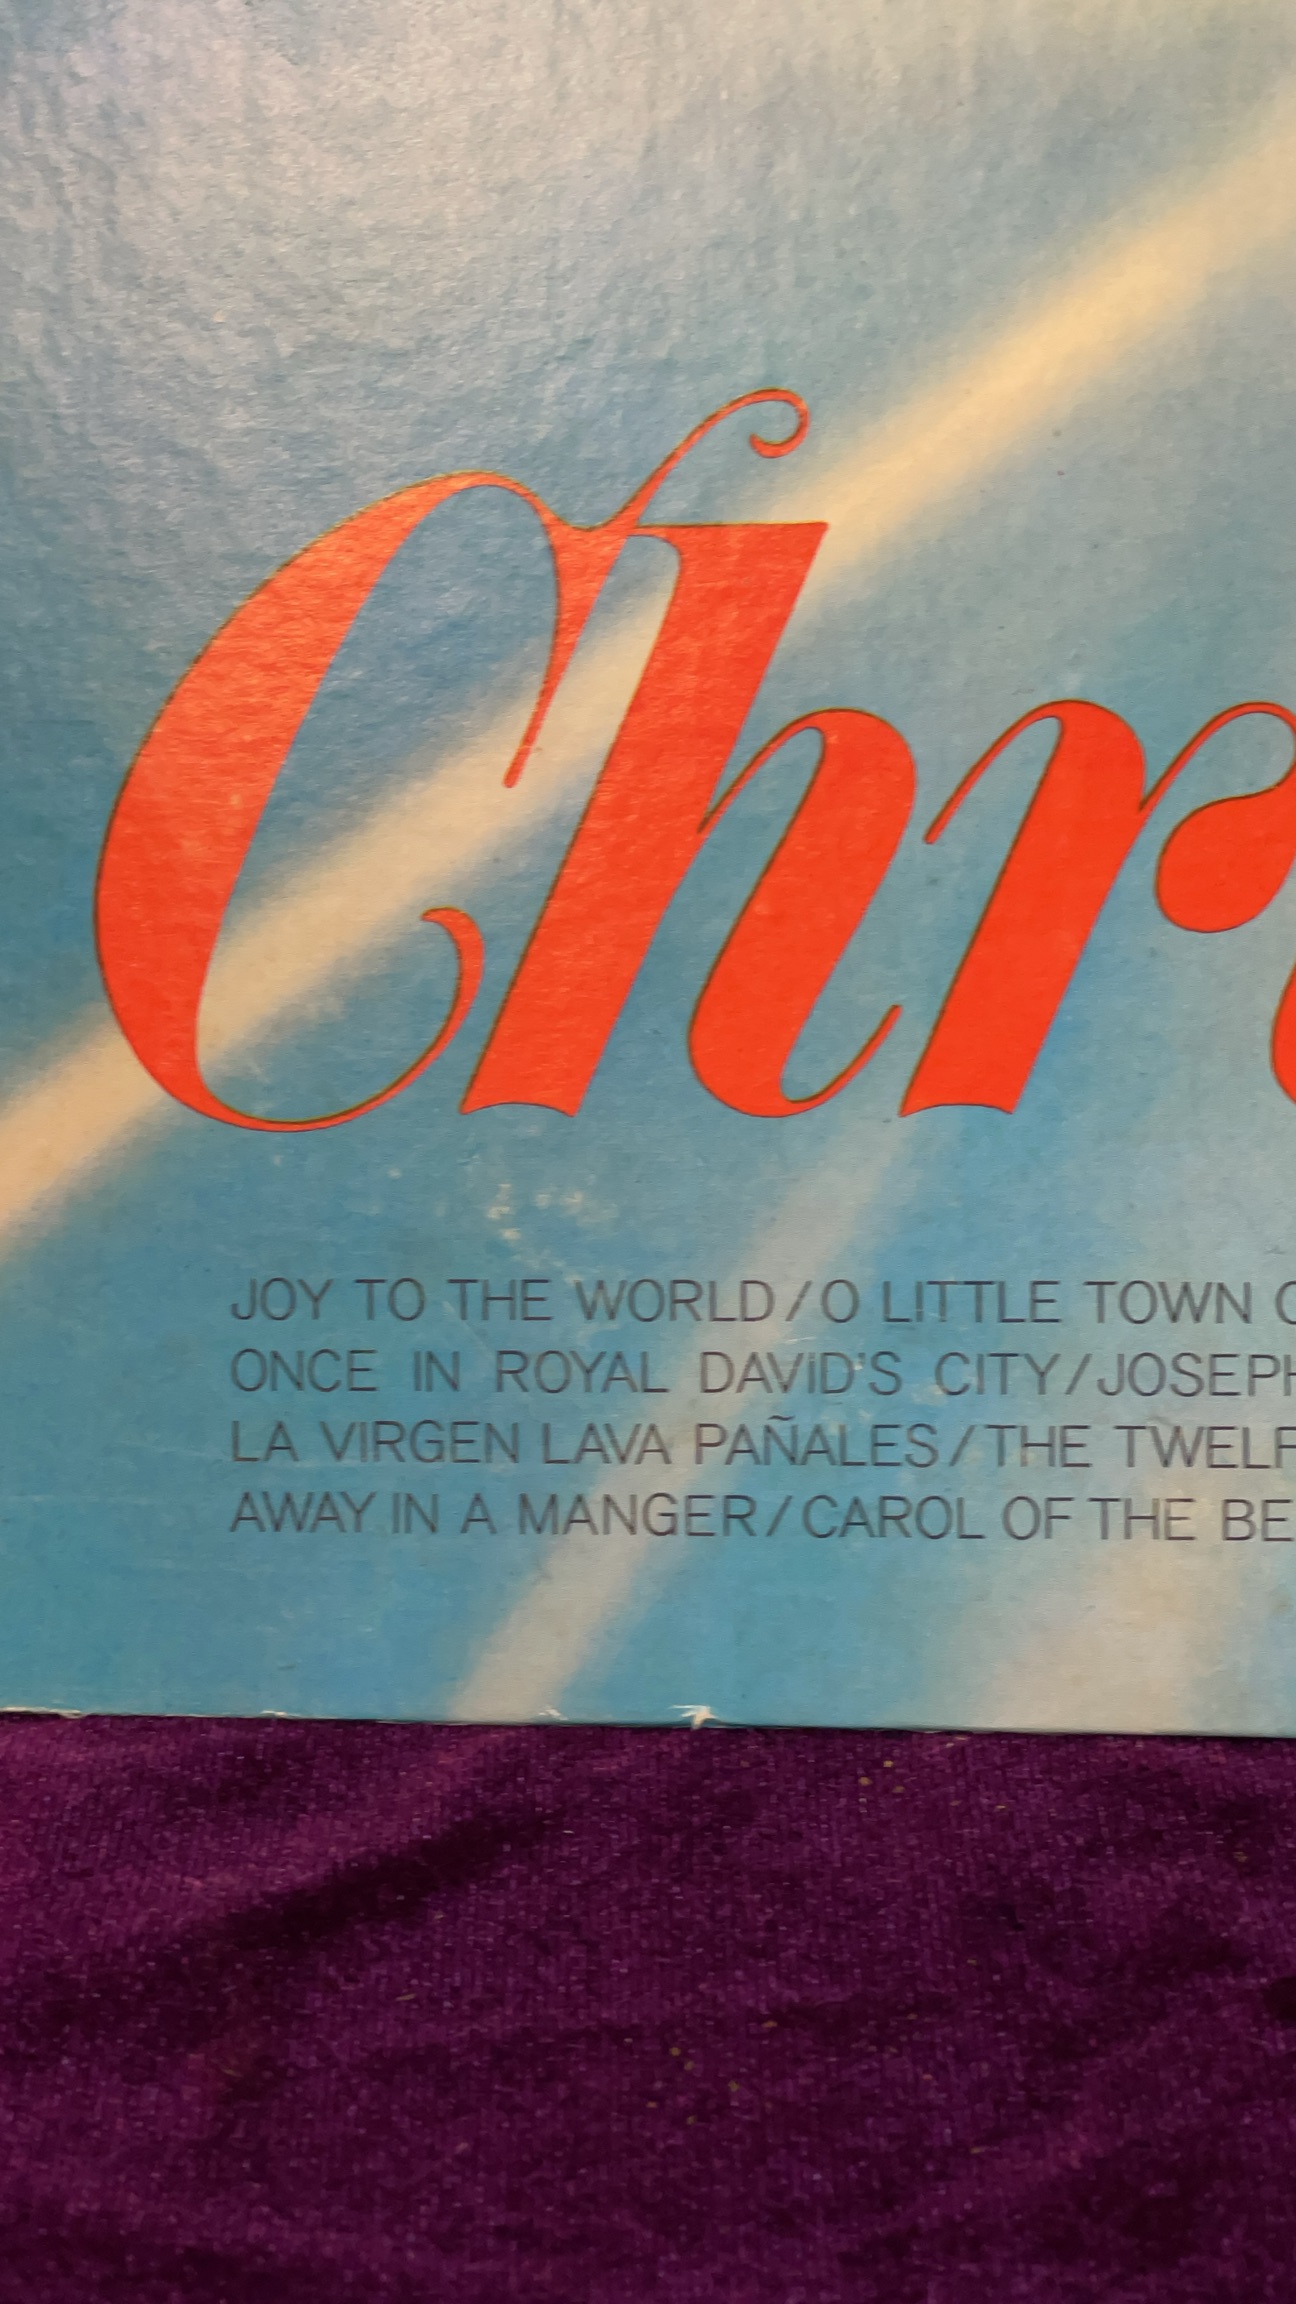 Chr
JOY TO THE WORLD/O LITTLE TOWN
ONCE IN ROYAL DAVID'S CITY/JOSEPH
LA VIRGEN LAVA PAÑALES/THE TWELF
AWAY IN A MANGER/CAROL OF THE BE